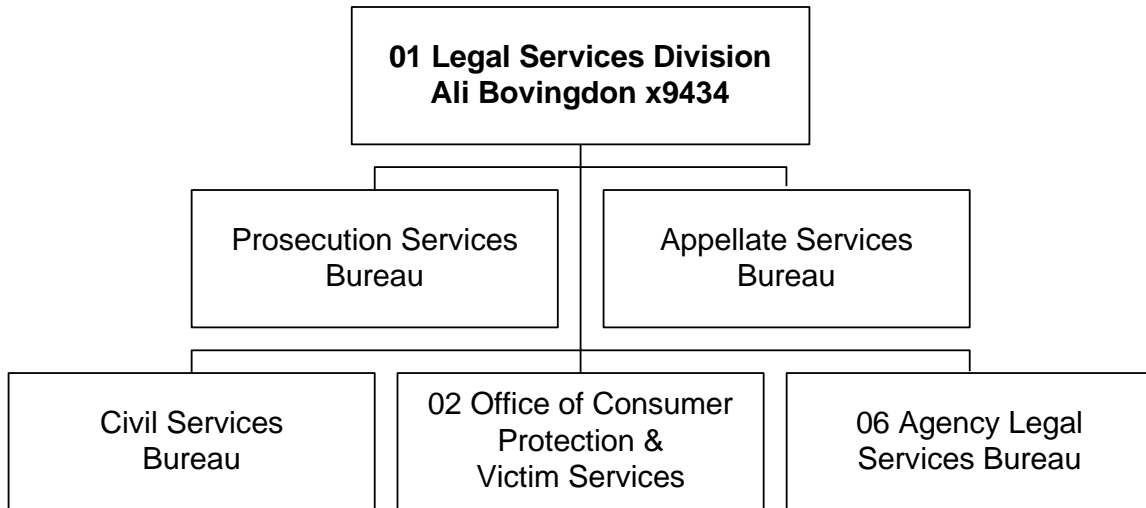 01 Legal Services Division
Ali Bovingdon x9434
Prosecution Services
Bureau
Appellate Services
Bureau
Civil Services
Bureau
02 Office of Consumer
Protection &
Victim Services
06 Agency Legal
Services Bureau